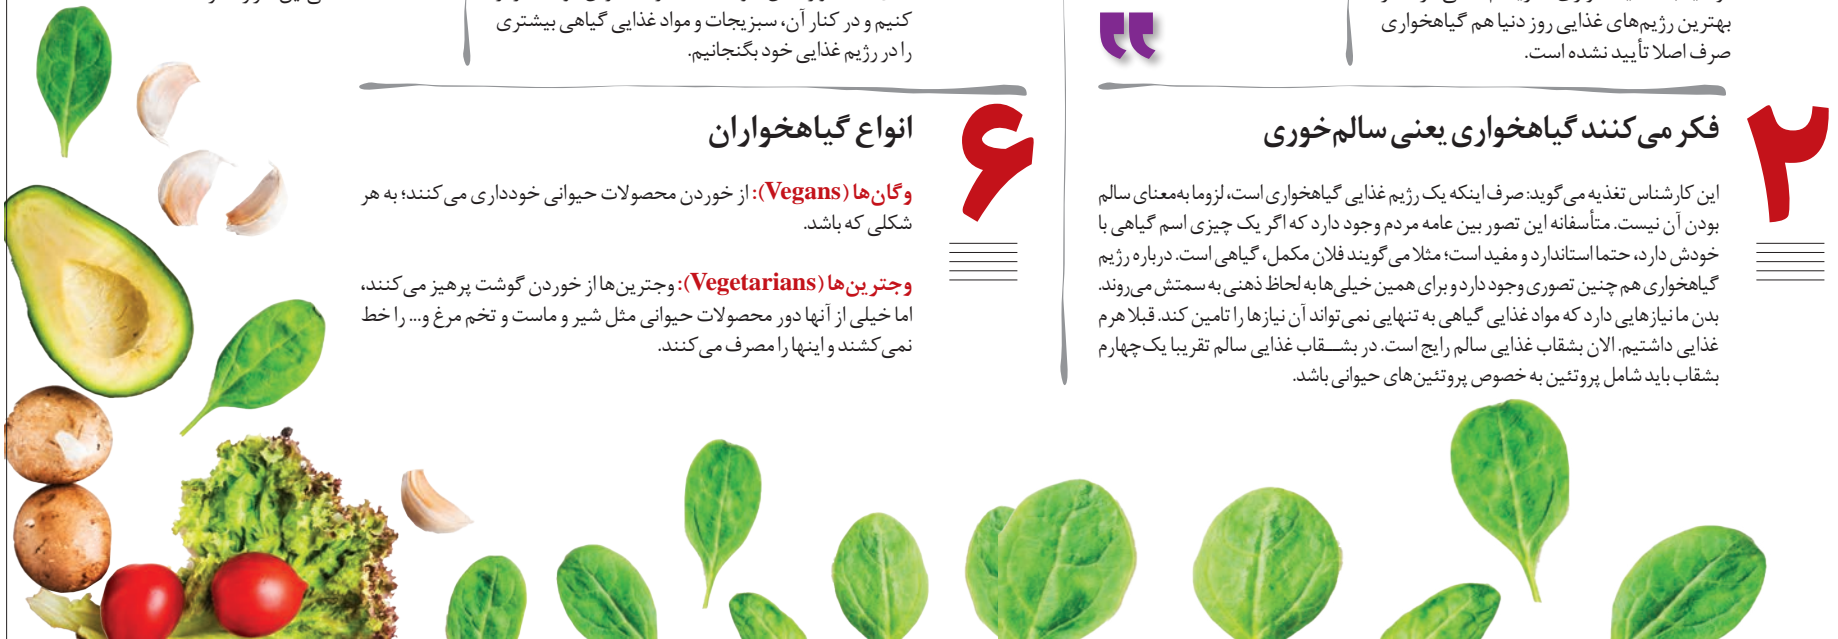 بهترین رژیم‌های غذایی روز دنیا هم گیاهخواری
صرف اصلا تأیید نشده است.
۲
فکر می‌کنند گیاهخواری یعنی سالم‌خوری
این کارشناس تغذیه می‌گوید: صرف اینکه یک رژیم غذایی گیاهخواری است، لزوما به‌معنای سالم
بودن آن نیست. متأسفانه این تصور بین عامه مردم وجود دارد که اگر یک چیزی اسم گیاهی با
خودش دارد، حتما استاندارد و مفید است؛ مثلا می‌گویند فلان مکمل، گیاهی است. درباره رژیم
گیاهخواری هم چنین تصوری وجود دارد و برای همین خیلی‌ها به لحاظ ذهنی به سمتش می‌روند.
بدن ما نیازهایی دارد که مواد غذایی گیاهی به تنهایی نمی‌تواند آن نیازها را تامین کند. قبلا هرم
غذایی داشتیم. الان بشقاب غذایی سالم رایج است. در بشقاب غذایی سالم تقریبا یک‌چهارم
بشقاب باید شامل پروتئین به خصوص پروتئین‌های حیوانی باشد.
کنیم و در کنار آن، سبزیجات و مواد غذایی گیاهی بیشتری
را در رژیم غذایی خود بگنجانیم.
۶
انواع گیاهخواران
وگان‌ها (Vegans): از خوردن محصولات حیوانی خودداری می‌کنند؛ به هر
شکلی که باشد.
وجترین‌ها (Vegetarians): وجترین‌ها از خوردن گوشت پرهیز می‌کنند،
اما خیلی از آنها دور محصولات حیوانی مثل شیر و ماست و تخم مرغ و... را خط
نمی‌کشند و اینها را مصرف می‌کنند.